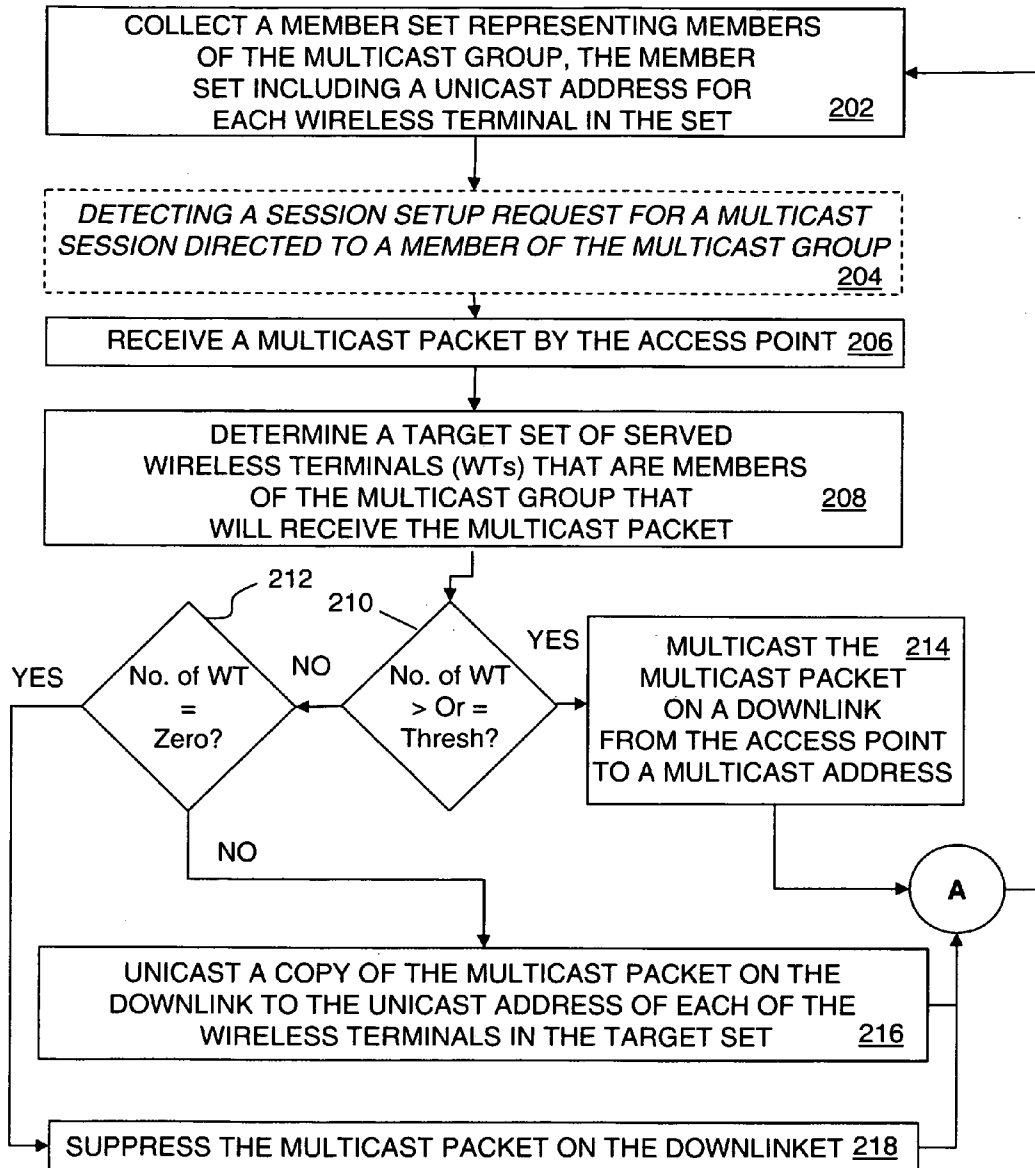 COLLECT A MEMBER SET REPRESENTING MEMBERS
OF THE MULTICAST GROUP, THE MEMBER
SET INCLUDING A UNICAST ADDRESS FOR
EACH WIRELESS TERMINAL IN THE SET
202
DETECTING A SESSION SETUP REQUEST FOR A MULTICAST
SESSION DIRECTED TO A MEMBER OF THE MULTICAST GROUP
204
RECEIVE A MULTICAST PACKET BY THE ACCESS POINT 206
DETERMINE A TARGET SET OF SERVED
WIRELESS TERMINALS (WTs) THAT ARE MEMBERS
OF THE MULTICAST GROUP THAT
WILL RECEIVE THE MULTICAST PACKET
208
212
210
YES
No. of WT
=
Zero?
NO
No. of WT
> Or =
Thresh?
YES
MULTICAST THE 214
MULTICAST PACKET
ON A DOWNLINK
FROM THE ACCESS POINT
TO A MULTICAST ADDRESS
NO
A
UNICAST A COPY OF THE MULTICAST PACKET ON THE
DOWNLINK TO THE UNICAST ADDRESS OF EACH OF THE
WIRELESS TERMINALS IN THE TARGET SET 216
SUPPRESS THE MULTICAST PACKET ON THE DOWNLINKET 218